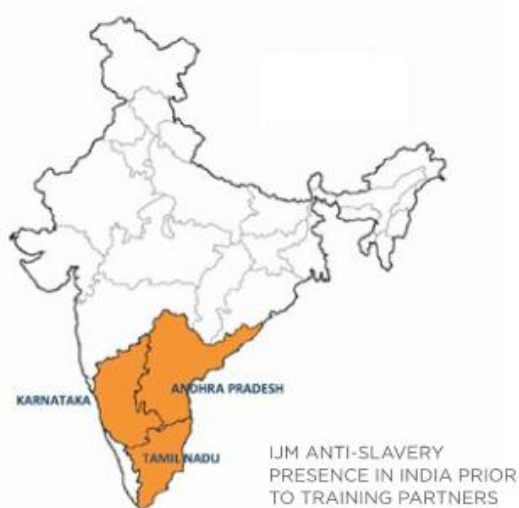 ANDHRA PRADESH
KARNATAKA
TAMIL NADU
IJM ANTI-SLAVERY
PRESENCE IN INDIA PRIOR
TO TRAINING PARTNERS